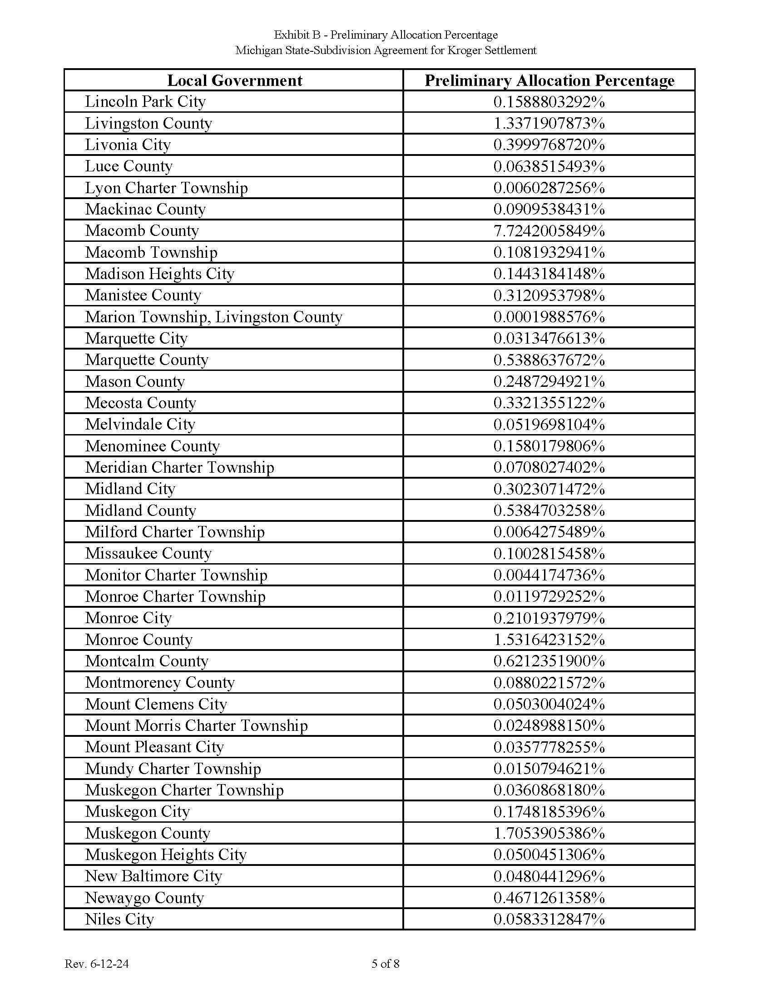 Exhibit B - Preliminary Allocation Percentage
Michigan State-Subdivision Agreement for Kroger Settlement
Local Government Preliminary Allocation Percentage
Lincoln Park City 0.1588803292%
Livingston County 1.3371907873%
Livonia City 0.3999768720%
Luce County 0.0638515493%
Lyon Charter Township 0.0060287256%
Mackinac County 0.0909538431%
Macomb County 7.7242005849%
Macomb Township 0.1081932941%
Madison Heights City 0.1443184148%
Manistee County 0.3120953798%
Marion Township, Livingston County 0.0001988576%
Marquette City 0.0313476613%
Marquette County 0.5388637672%
Mason County 0.2487294921%
Mecosta County 0.3321355122%
Melvindale City 0.0519698104%
Menominee County 0.1580179806%
Meridian Charter Township 0.0708027402%
Midland City 0.3023071472%
Midland County 0.5384703258%
Milford Charter Township 0.0064275489%
Missaukee County 0.1002815458%
Monitor Charter Township 0.0044174736%
Monroe Charter Township 0.0119729252%
Monroe City 0.2101937979%
Monroe County 1.5316423152%
Montcalm County 0.6212351900%
Montmorency County 0.0880221572%
Mount Clemens City 0.0503004024%
Mount Morris Charter Township 0.0248988150%
Mount Pleasant City 0.0357778255%
Mundy Charter Township 0.0150794621%
Muskegon Charter Township 0.0360868180%
Muskegon City 0.1748185396%
Muskegon County 1.7053905386%
Muskegon Heights City 0.0500451306%
New Baltimore City 0.0480441296%
Newaygo County 0.4671261358%
Niles City 0.0583312847%
Rev. 6-12-24 5 of 8